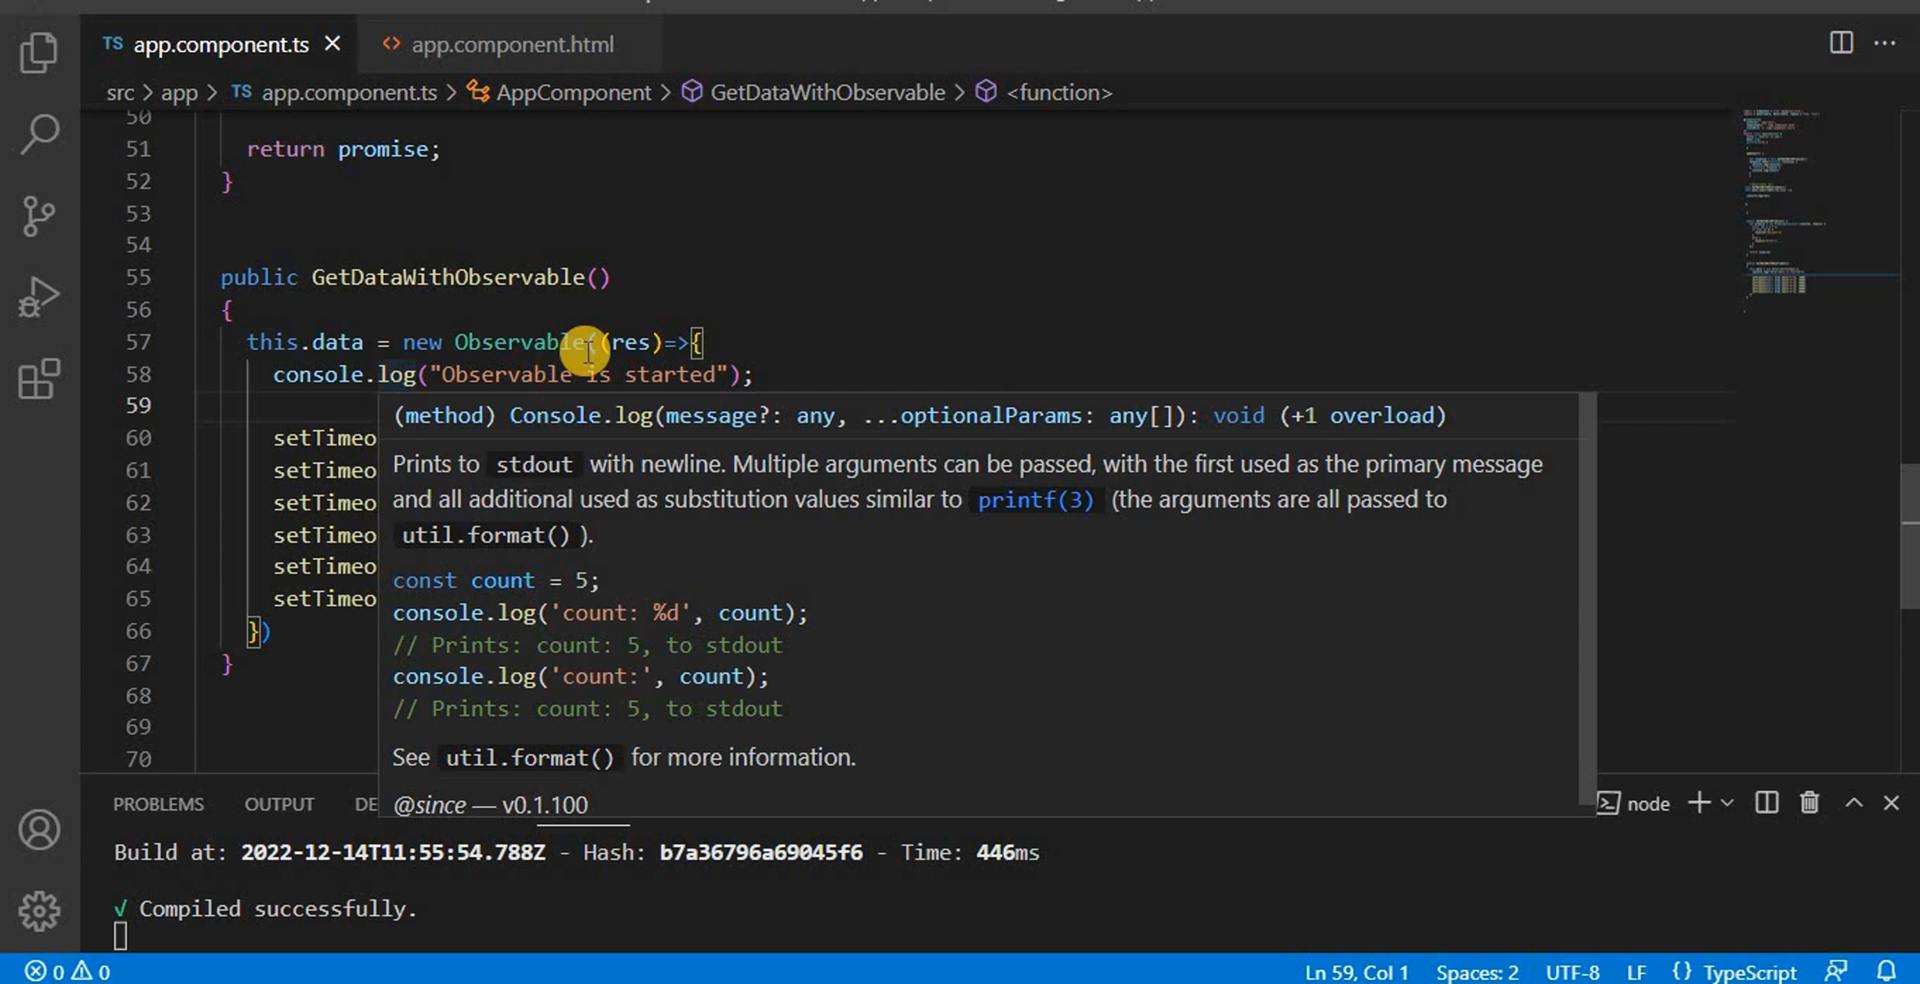 TS app.component.ts app.component.html
src > app > TS app.component.ts > AppComponent > GetDataWithObservable > <function>
50
51 return promise;
52 }
53
54
55 public GetDataWithObservable()
56 {
57 this.data = new Observable((res)=>{
58 console.log("Observable is started");
59
(method) Console.log(message?: any, ...optionalParams: any[]): void (+1 overload)
60 setTimeo
Prints to stdout with newline. Multiple arguments can be passed, with the first used as the primary message
61 setTimeo
and all additional used as substitution values similar to printf(3) (the arguments are all passed to
62 setTimeo
util.format() ).
63 setTimeo
64 setTimeo
const count = 5;
65 setTimeo
console.log('count: %d', count);
66 })
// Prints: count: 5, to stdout
67 }
console.log('count:', count);
68
// Prints: count: 5, to stdout
69
70
See util.format() for more information.
@since — v0.1.100
PROBLEMS OUTPUT DE node
Build at: 2022-12-14T11:55:54.788Z - Hash: b7a36796a69045f6 - Time: 446ms
√ Compiled successfully.
0 0 Ln 59, Col 1 Spaces: 2 UTF-8 LF {} TypeScript